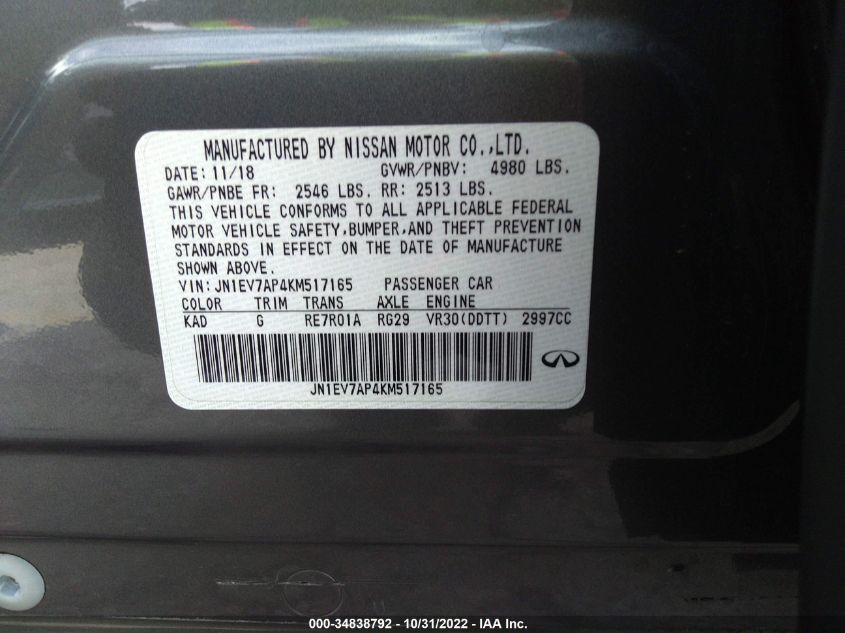 MANUFACTURED BY NISSAN MOTOR CO.,LTD.
DATE: 11/18 GVWR/PNBV: 4980 LBS.
GAWR/PNBE FR: 2546 LBS. RR: 2513 LBS.
THIS VEHICLE CONFORMS TO ALL APPLICABLE FEDERAL
MOTOR VEHICLE SAFETY,BUMPER,AND THEFT PREVENTION
STANDARDS IN EFFECT ON THE DATE OF MANUFACTURE
SHOWN ABOVE.
VIN: JN1EV7AP4KM517165 PASSENGER CAR
COLOR TRIM TRANS AXLE ENGINE
KAD G RE7R01A RG29 VR30(DDTT) 2997CC
JN1EV7AP4KM517165
000-34838792 - 10/31/2022 - IAA Inc.